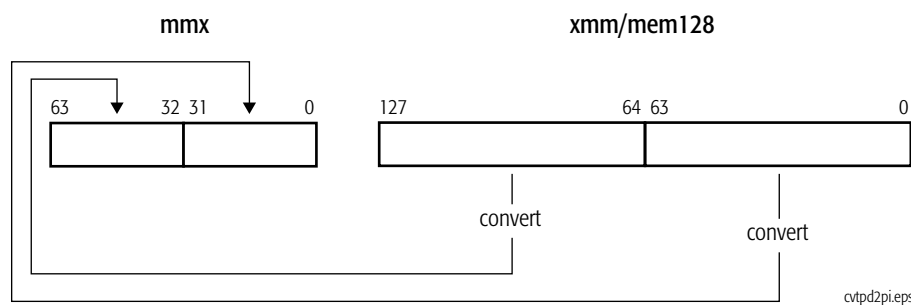 mmx xmm/mem128
63 32 31 0 127 64 63 0
convert
convert
cvtpd2pi.eps